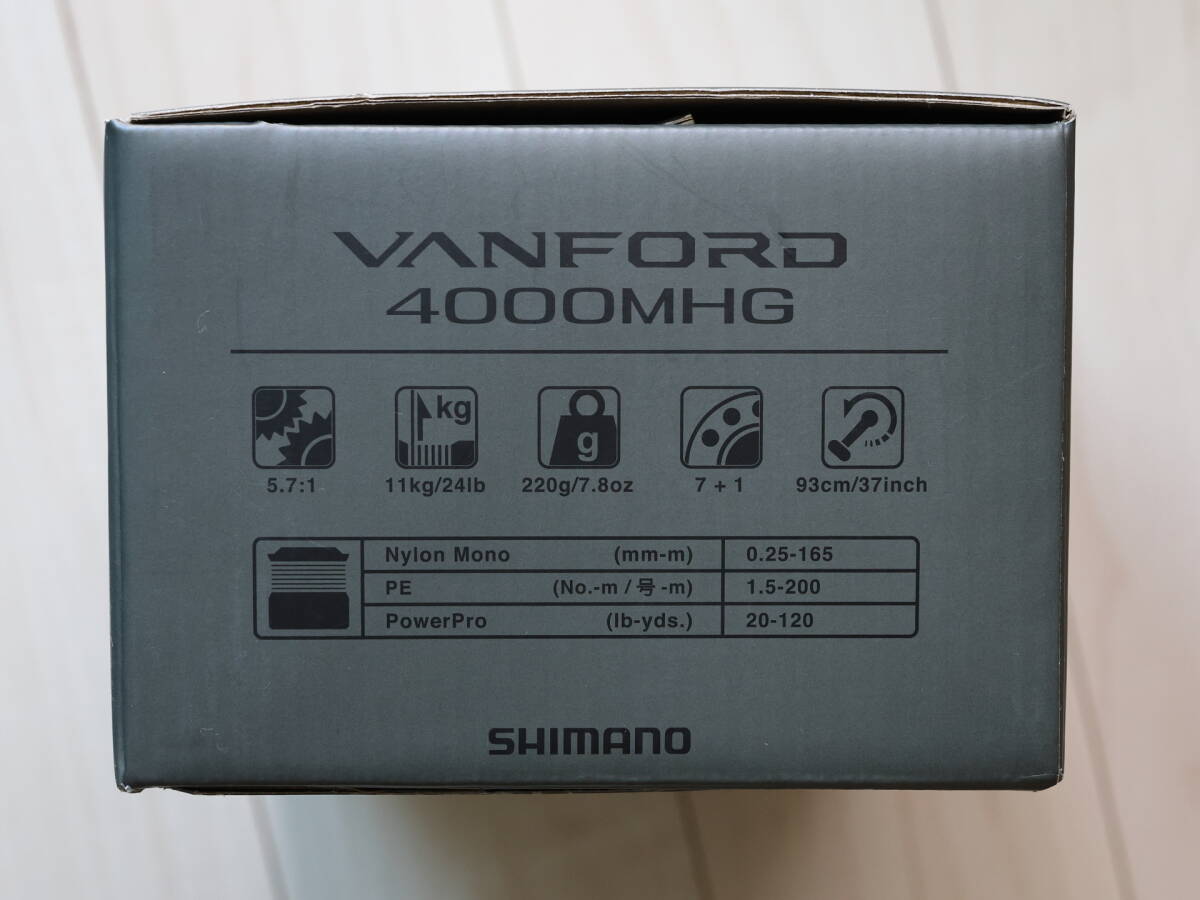 VANFORD
4000MHG
kg
g
5.7:1 11kg/24lb 220g/7.8oz 7 + 1 93cm/37inch
Nylon Mono (mm-m) 0.25-165
PE (No.-m / 号 -m) 1.5-200
PowerPro (lb-yds.) 20-120
SHIMANO